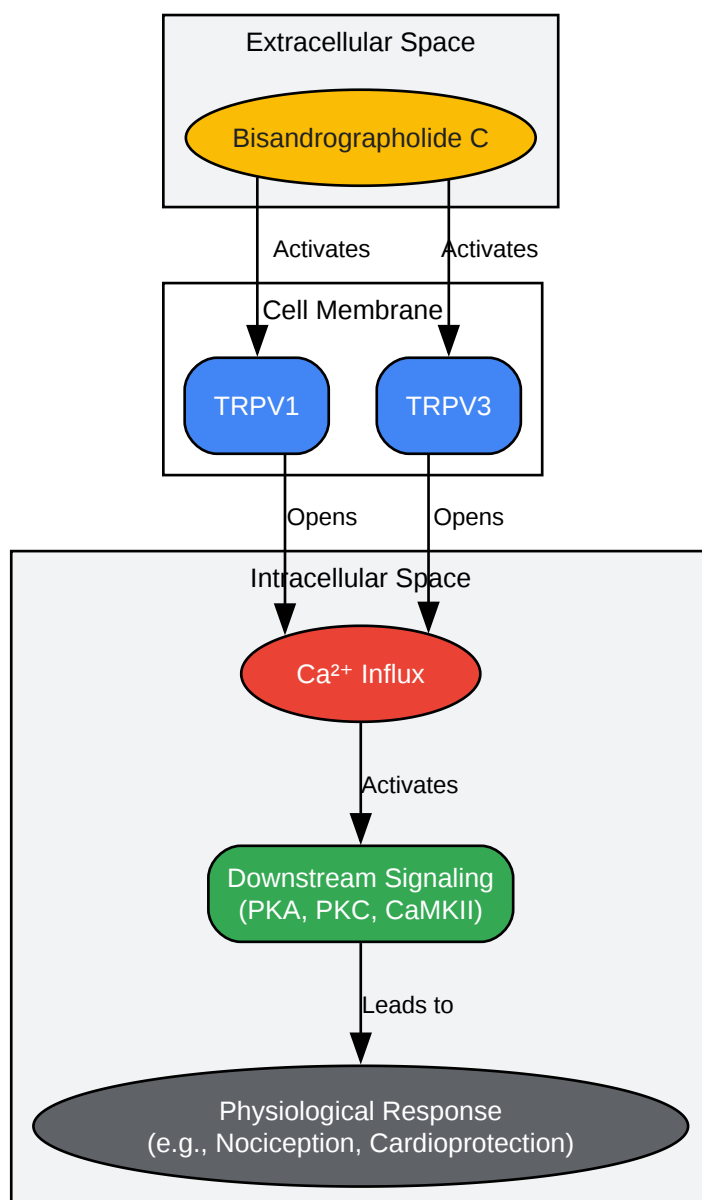 Extracellular Space
Bisandrographolide C
Activates
Activates
Cell Membrane
TRPV1
TRPV3
Opens
Opens
Intracellular Space
Ca²⁺ Influx
Activates
Downstream Signaling
(PKA, PKC, CaMKII)
Leads to
Physiological Response
(e.g., Nociception, Cardioprotection)